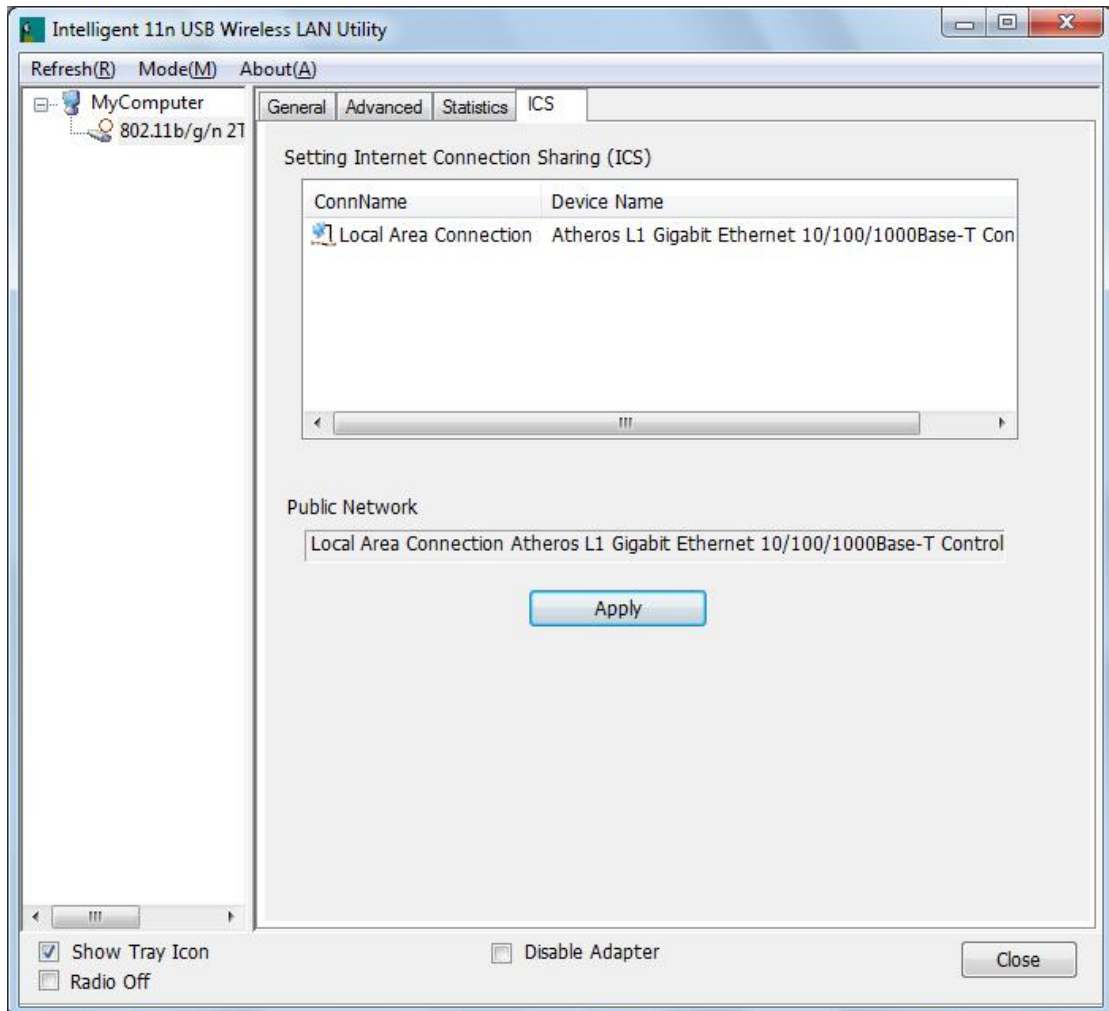 Intelligent 11n USB Wireless LAN Utility
Refresh(R) Mode(M) About(A)
MyComputer
802.11b/g/n 2T
General Advanced Statistics ICS
Setting Internet Connection Sharing (ICS)
ConnName Device Name
Local Area Connection Atheros L1 Gigabit Ethernet 10/100/1000Base-T Con
Public Network
Local Area Connection Atheros L1 Gigabit Ethernet 10/100/1000Base-T Control
Apply
Show Tray Icon Disable Adapter Close
Radio Off